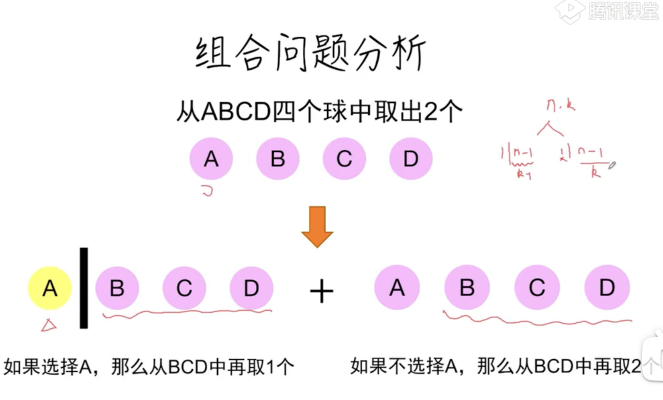 腾讯课堂
组合问题分析
从ABCD四个球中取出2个
n.k
A B C D
n-1 n-1
k
A B C D + A B C D
如果选择A，那么从BCD中再取1个 如果不选择A，那么从BCD中再取2个